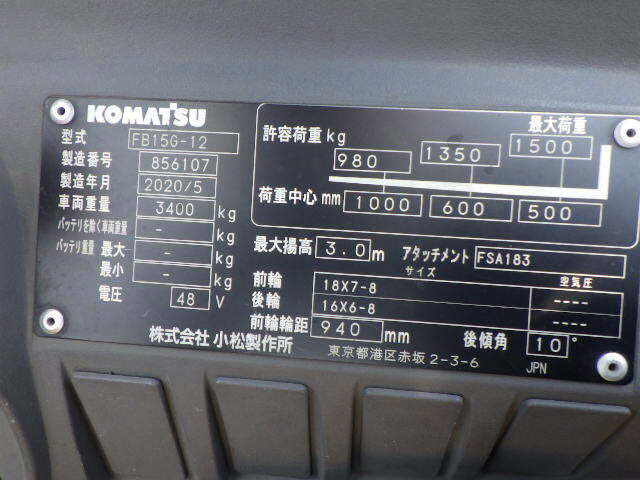 KOMATSU
型式 FB15G-12
製造番号 856107
製造年月 2020/5
車両重量 3400 kg
バッテリを除く車両重量 - kg
バッテリ重量 最大 - kg
最小 - kg
電圧 48 V
許容荷重 kg 980 1350 最大荷重 1500
荷重中心 mm 1000 600 500
最大揚高 3.0 m アタッチメント FSA183
サイズ 空気圧
前輪 18X7-8 ----
後輪 16X6-8 ----
前輪輪距 940 mm 後傾角 10°
株式会社 小松製作所 東京都港区赤坂 2-3-6
JPN